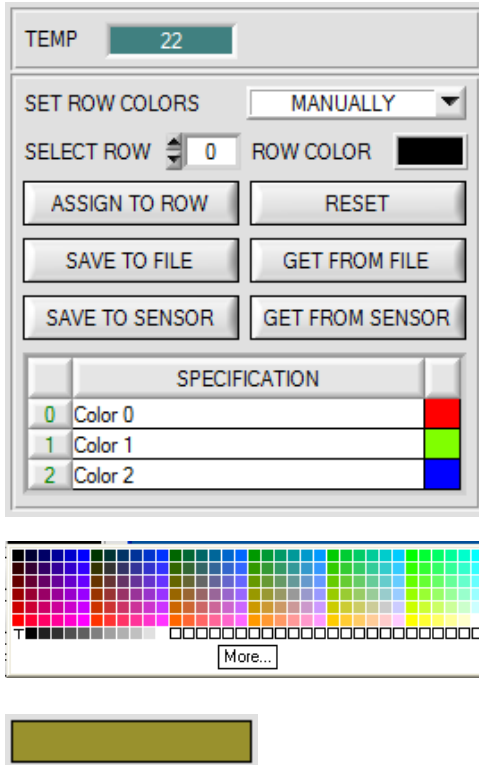 TEMP 22
SET ROW COLORS MANUALLY
SELECT ROW 0 ROW COLOR
ASSIGN TO ROW RESET
SAVE TO FILE GET FROM FILE
SAVE TO SENSOR GET FROM SENSOR
SPECIFICATION
0 Color 0
1 Color 1
2 Color 2
T
More...